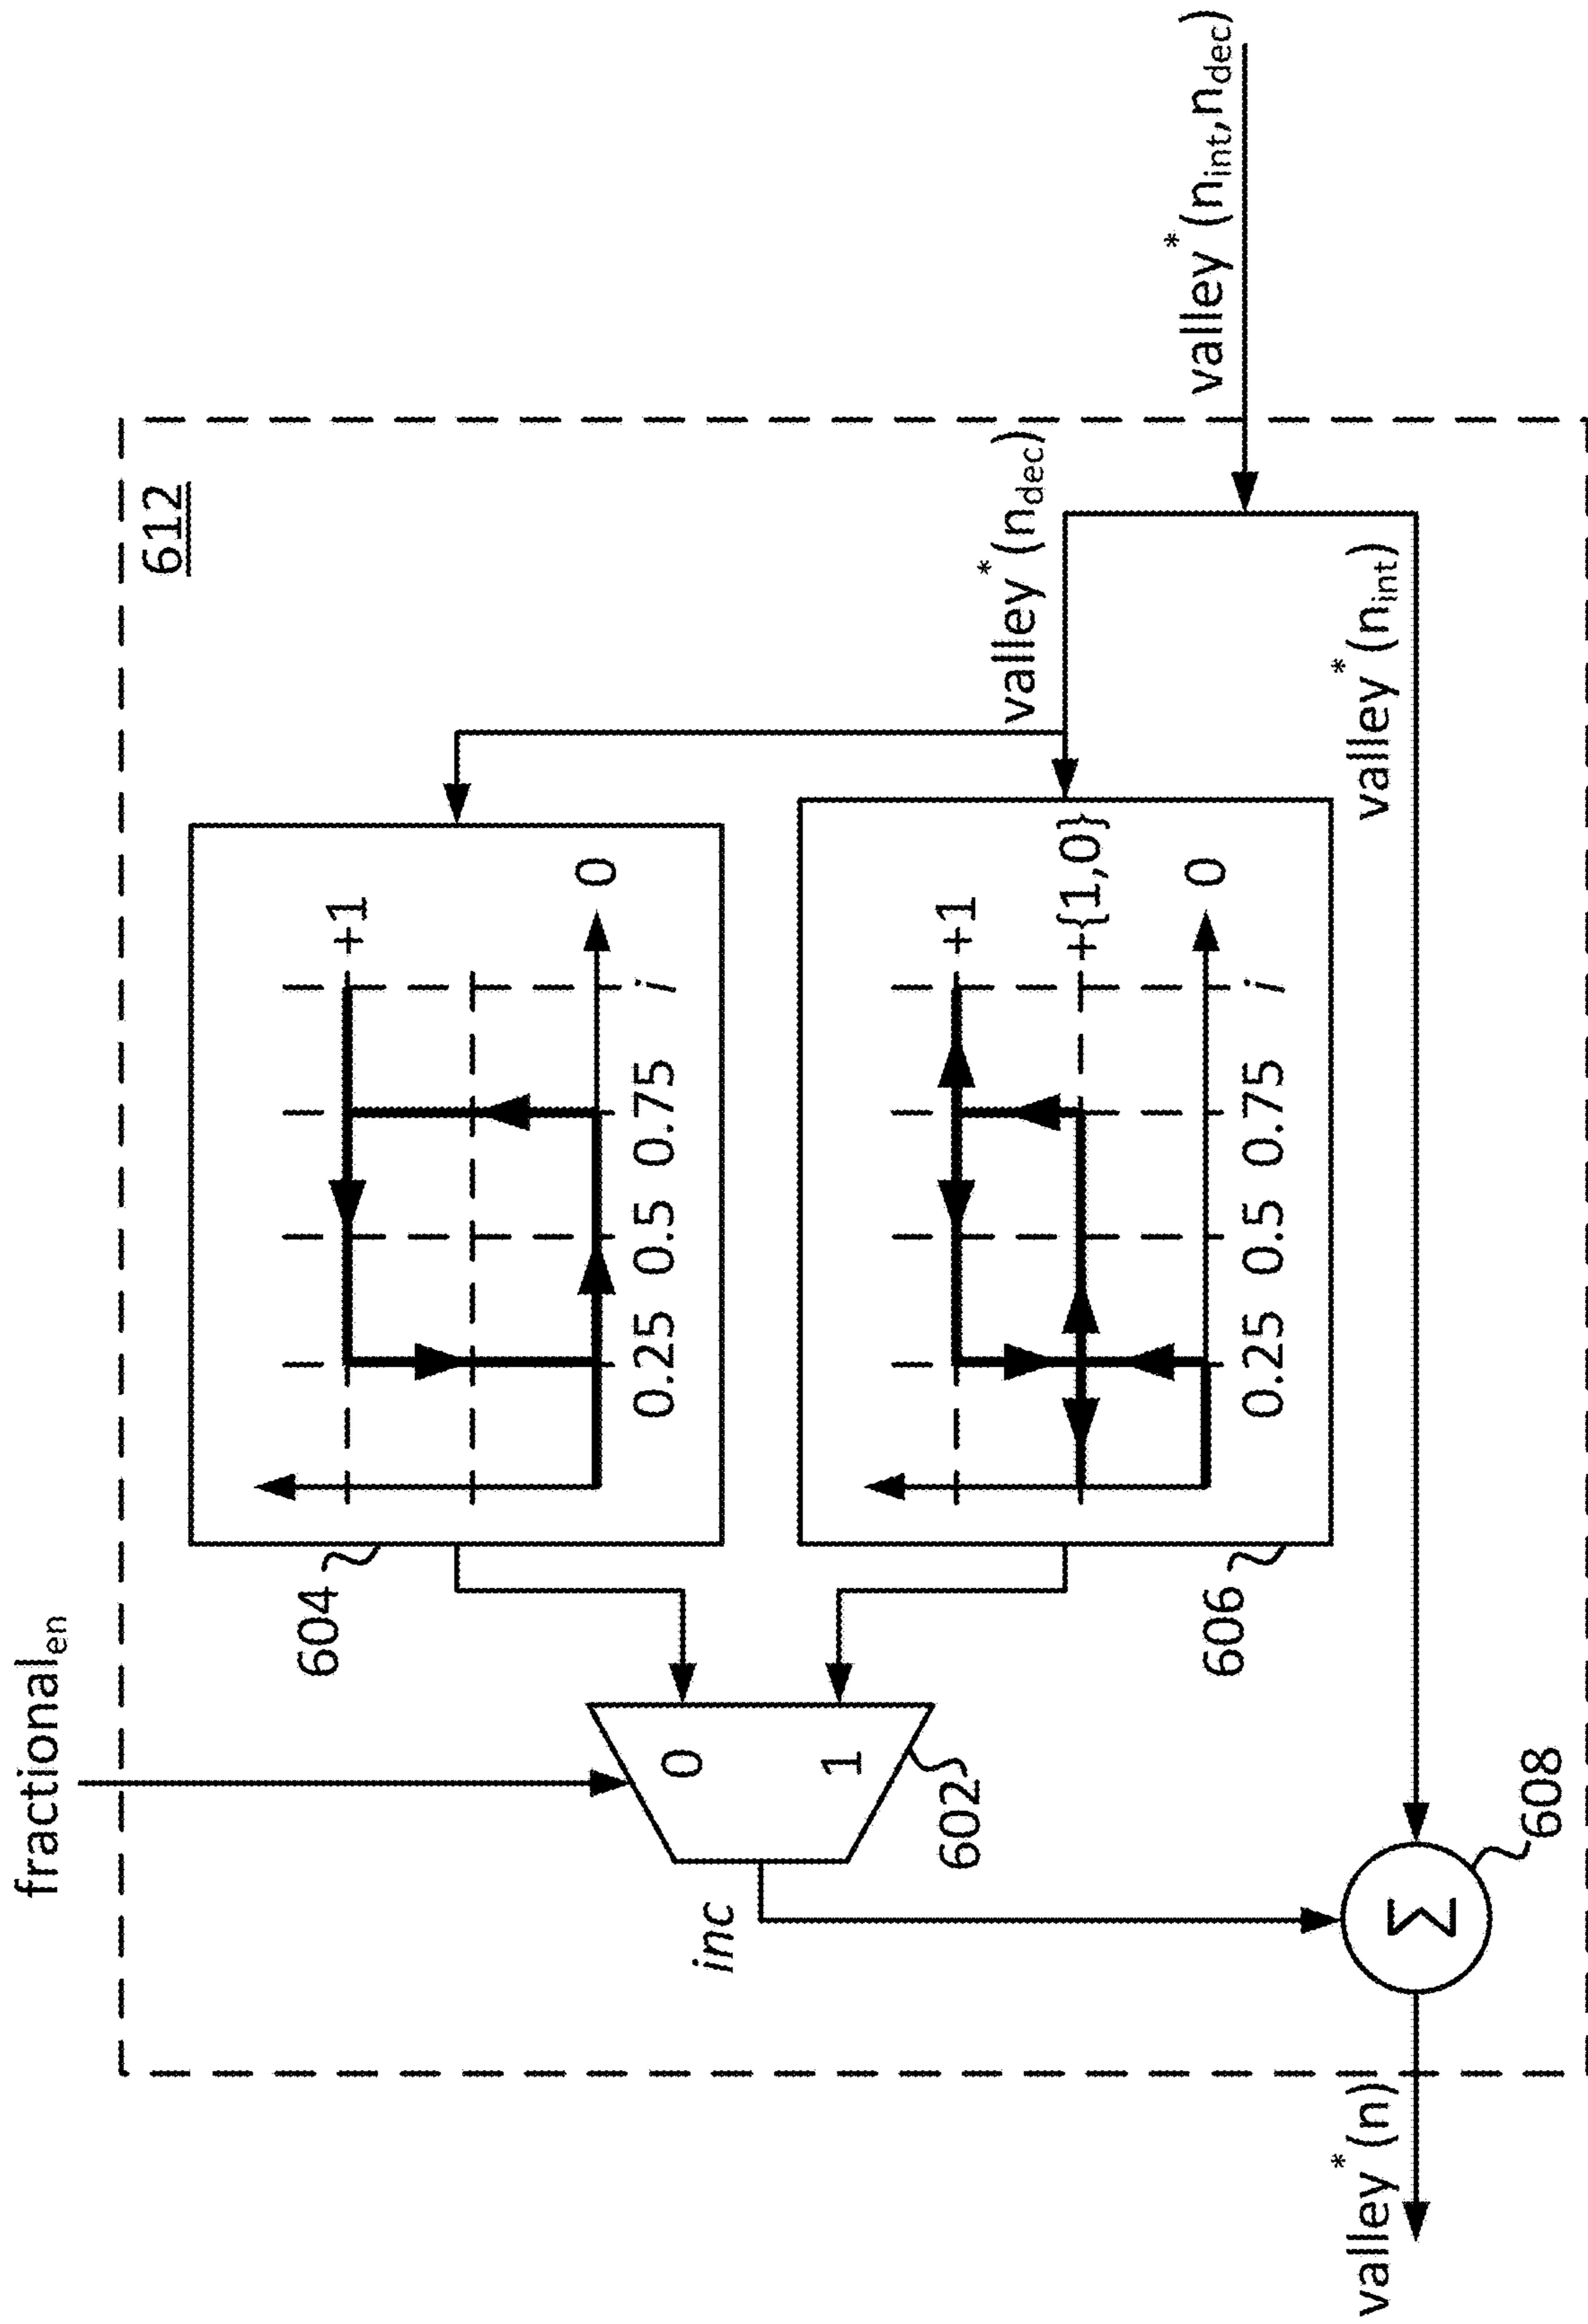 fractionalen
612
604
+1
0
0.25 0.5 0.75 i
606
+1
+{1,0}
0
0.25 0.5 0.75 i
0
1
602
inc
Σ
608
valley*(n)
valley*(ndec)
valley*(nint)
valley*(nint,ndec)